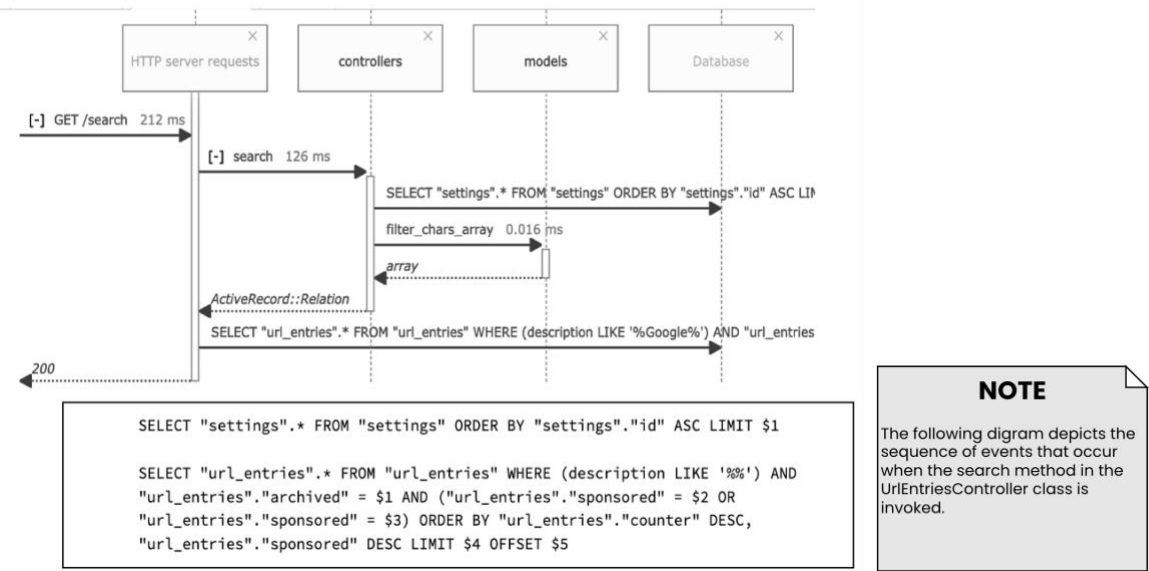 HTTP server requests
controllers
models
Database
[-] GET /search 212 ms
[-] search 126 ms
SELECT "settings".* FROM "settings" ORDER BY "settings"."id" ASC LIM
filter_chars_array 0.016 ms
array
ActiveRecord::Relation
SELECT "url_entries".* FROM "url_entries" WHERE (description LIKE '%Google%') AND "url_entries
200
SELECT "settings".* FROM "settings" ORDER BY "settings"."id" ASC LIMIT $1
SELECT "url_entries".* FROM "url_entries" WHERE (description LIKE '%%') AND
"url_entries"."archived" = $1 AND ("url_entries"."sponsored" = $2 OR
"url_entries"."sponsored" = $3) ORDER BY "url_entries"."counter" DESC,
"url_entries"."sponsored" DESC LIMIT $4 OFFSET $5
NOTE
The following digram depicts the
sequence of events that occur
when the search method in the
UrlEntriesController class is
invoked.